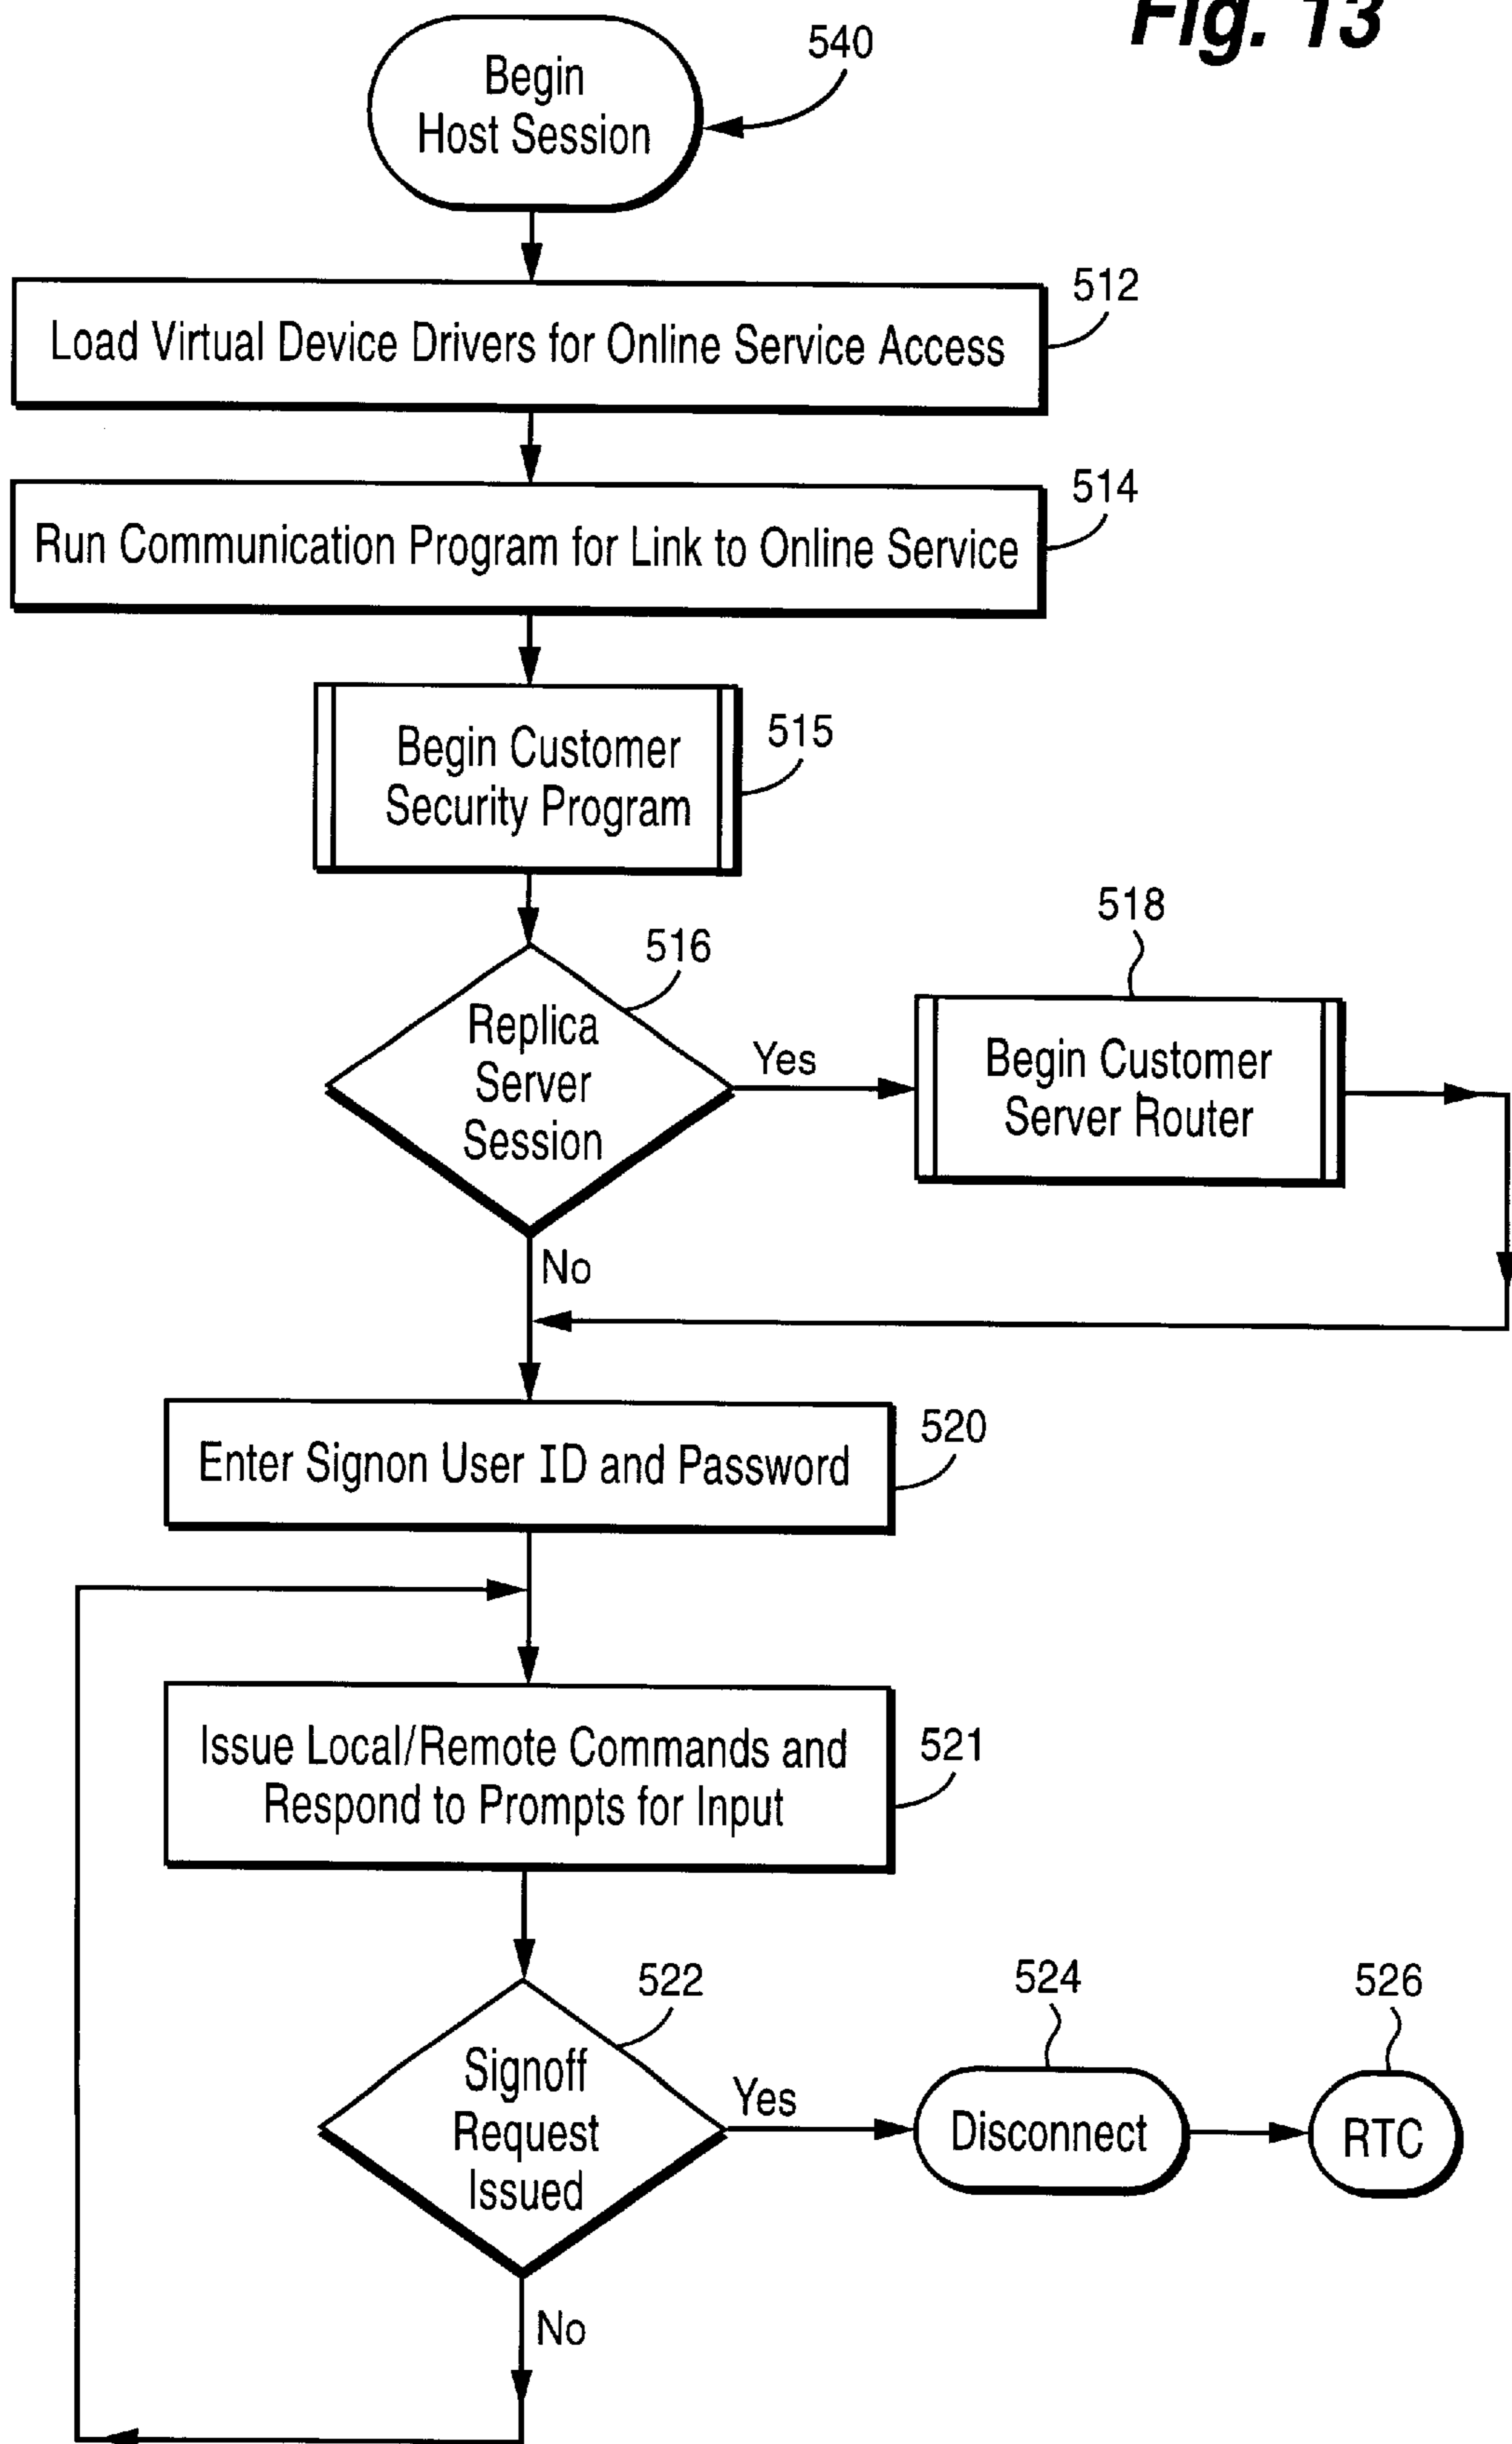 Fig. 13
540
Begin
Host Session
512
Load Virtual Device Drivers for Online Service Access
514
Run Communication Program for Link to Online Service
515
Begin Customer
Security Program
516
Replica
Server
Session
Yes
518
Begin Customer
Server Router
No
520
Enter Signon User ID and Password
521
Issue Local/Remote Commands and
Respond to Prompts for Input
522
Signoff
Request
Issued
Yes
524
Disconnect
526
RTC
No